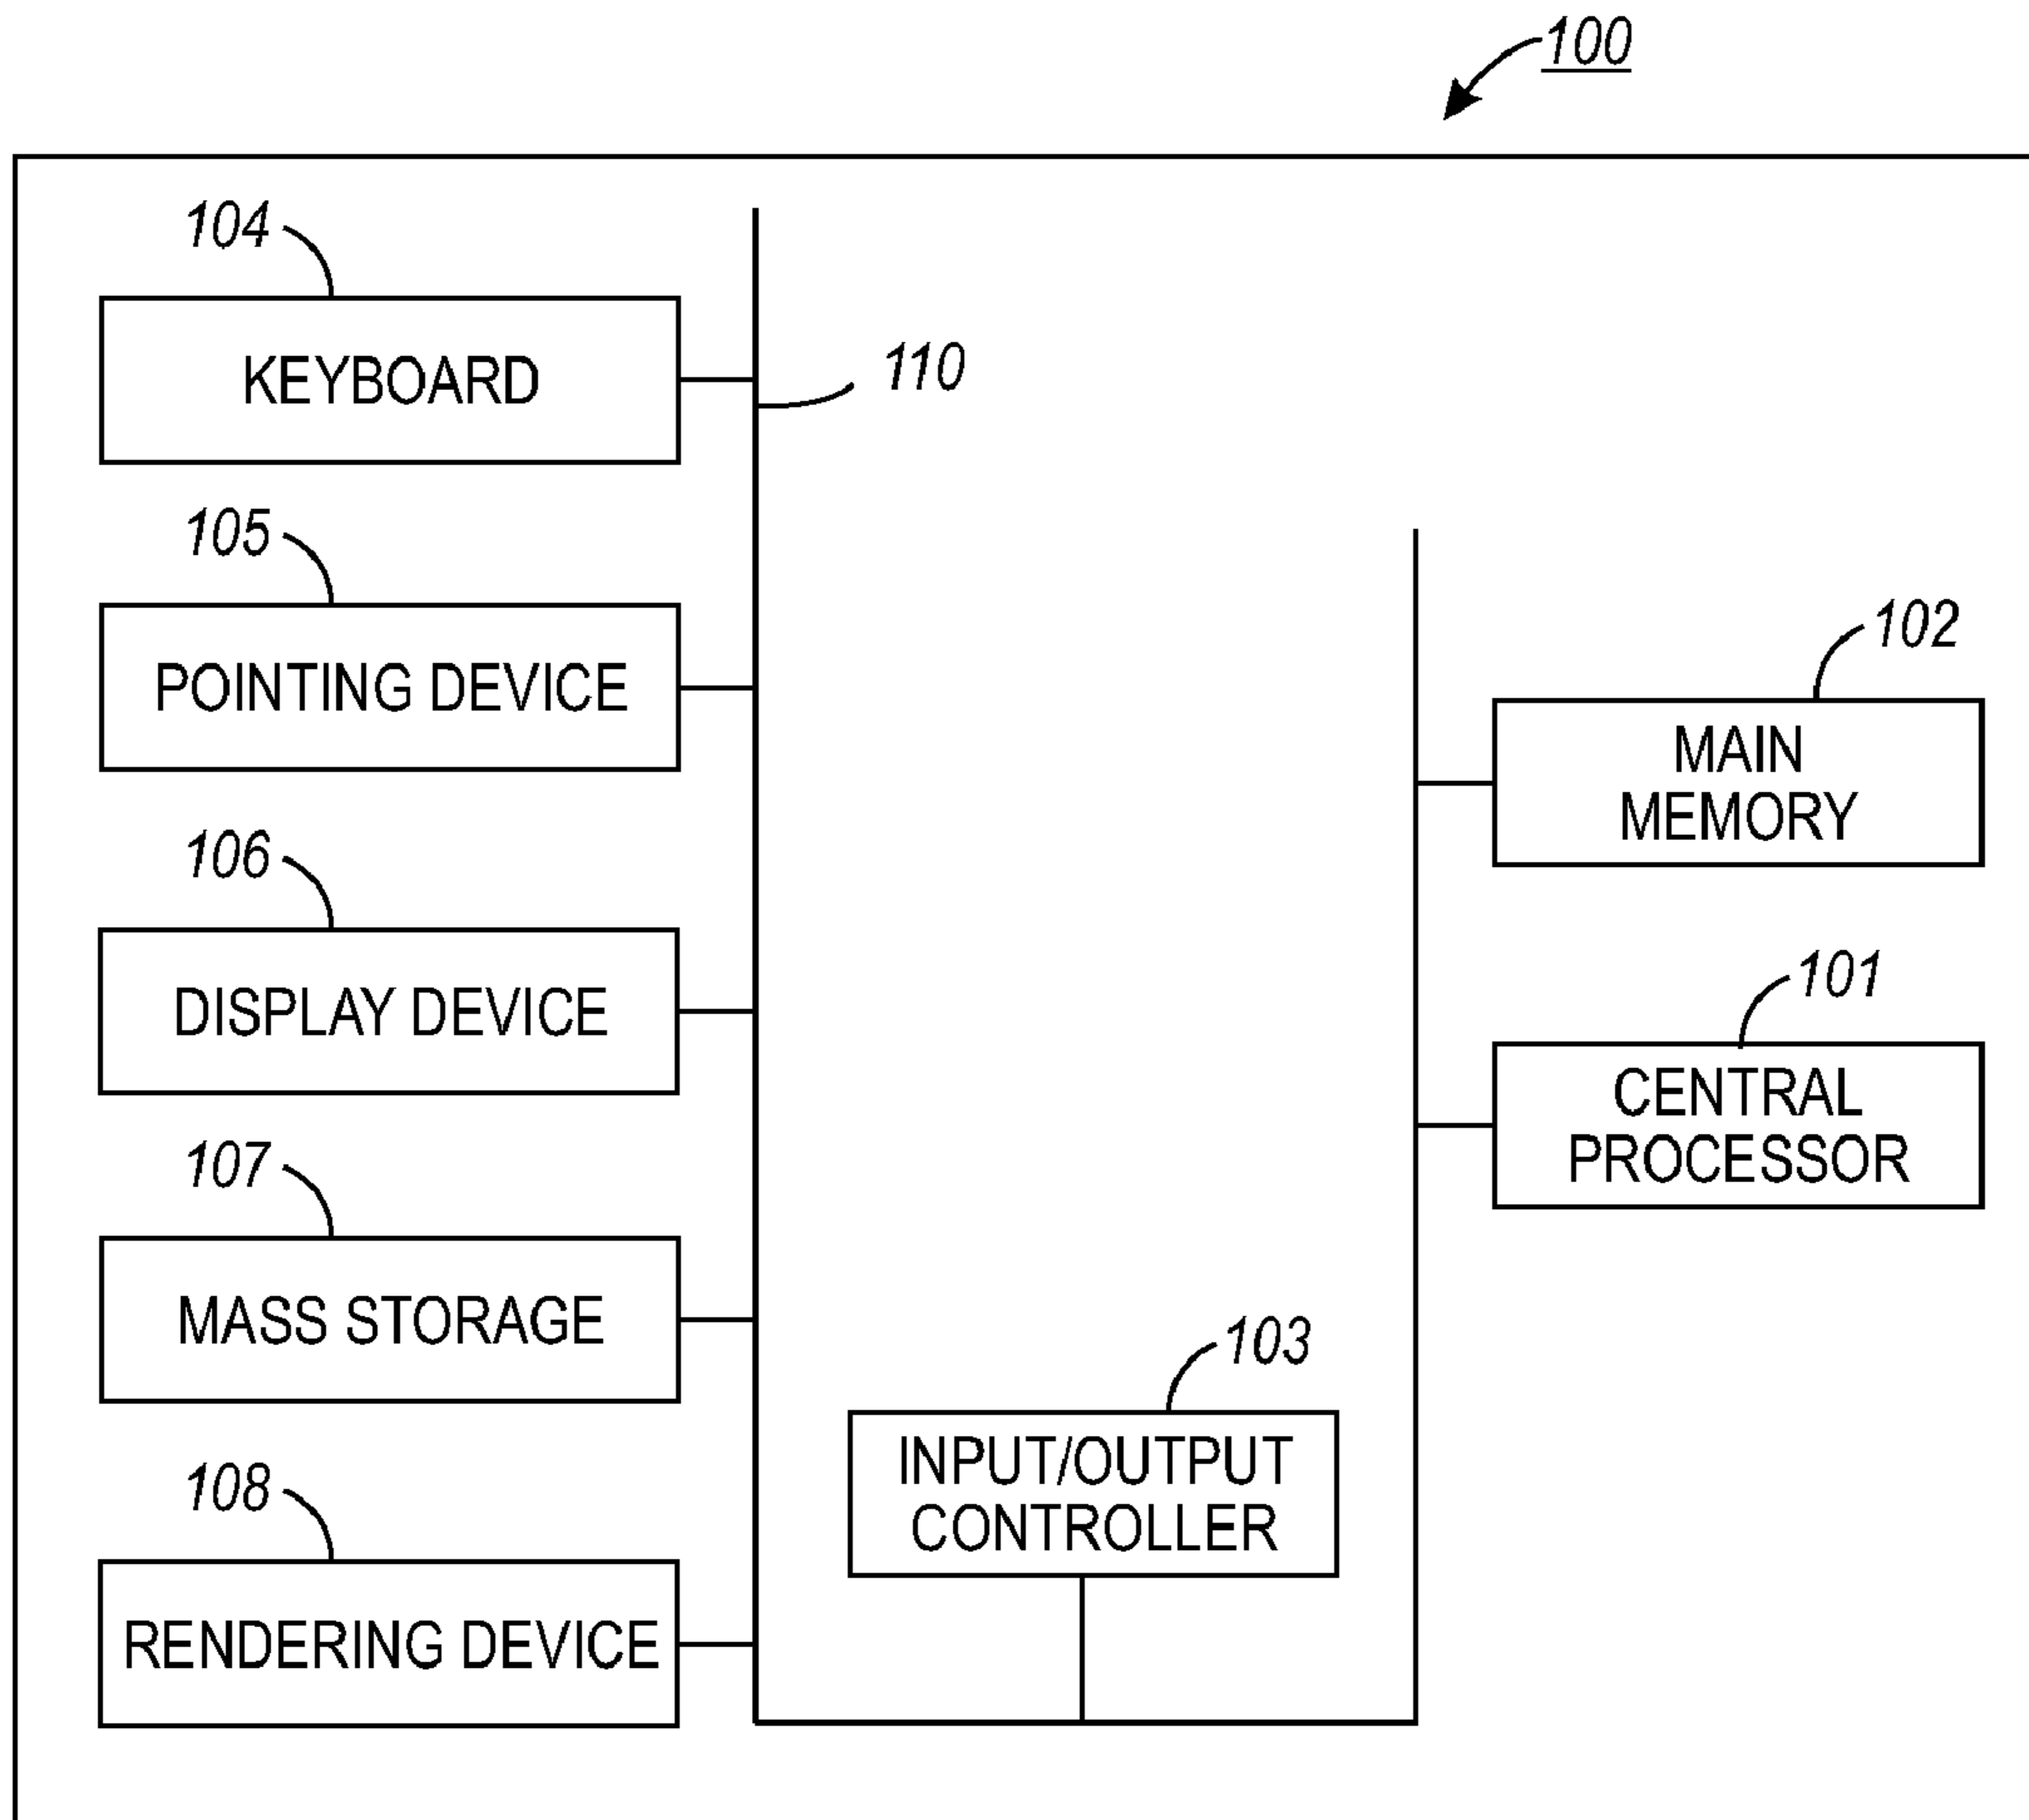 100
104
KEYBOARD
110
105
POINTING DEVICE
102
MAIN
MEMORY
106
DISPLAY DEVICE
101
CENTRAL
PROCESSOR
107
MASS STORAGE
103
INPUT/OUTPUT
CONTROLLER
108
RENDERING DEVICE